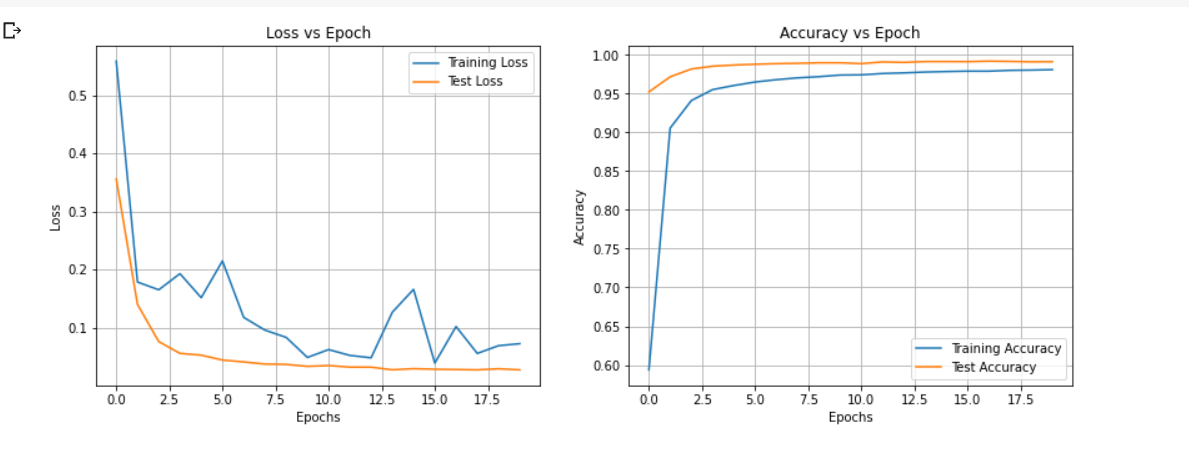 Loss vs Epoch
Training Loss
Test Loss
0.5
0.4
0.3
0.2
0.1
Loss
0.0 2.5 5.0 7.5 10.0 12.5 15.0 17.5
Epochs
Accuracy vs Epoch
1.00
0.95
0.90
0.85
0.80
0.75
0.70
0.65
0.60
Accuracy
Training Accuracy
Test Accuracy
0.0 2.5 5.0 7.5 10.0 12.5 15.0 17.5
Epochs